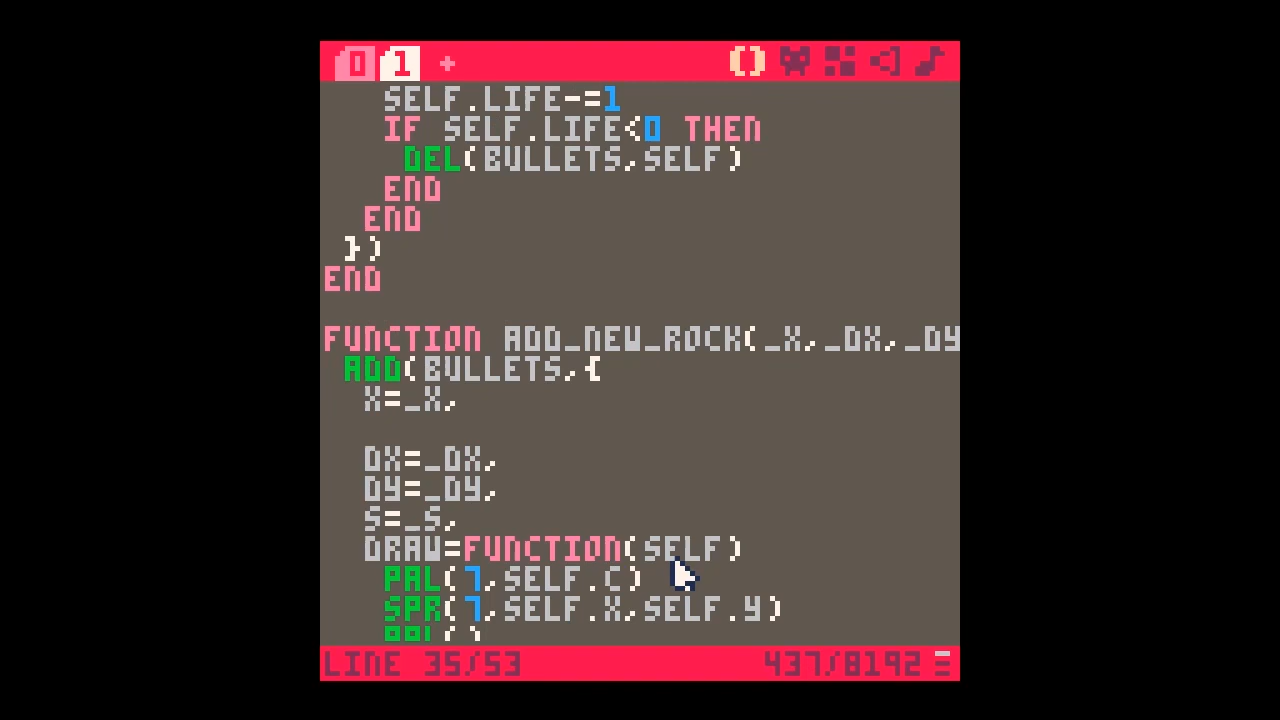 0 1 +
SELF.LIFE-=1
IF SELF.LIFE<0 THEN
DEL(BULLETS,SELF)
END
END
})
END
FUNCTION ADD_NEW_ROCK(_X,_DX,_DY
ADD(BULLETS,{
X=_X,
DX=_DX,
DY=_DY,
S=_S,
DRAW=FUNCTION(SELF)
PAL(7,SELF.C)
SPR(7,SELF.X,SELF.Y)
PAL()
LINE 35/53 437/8192